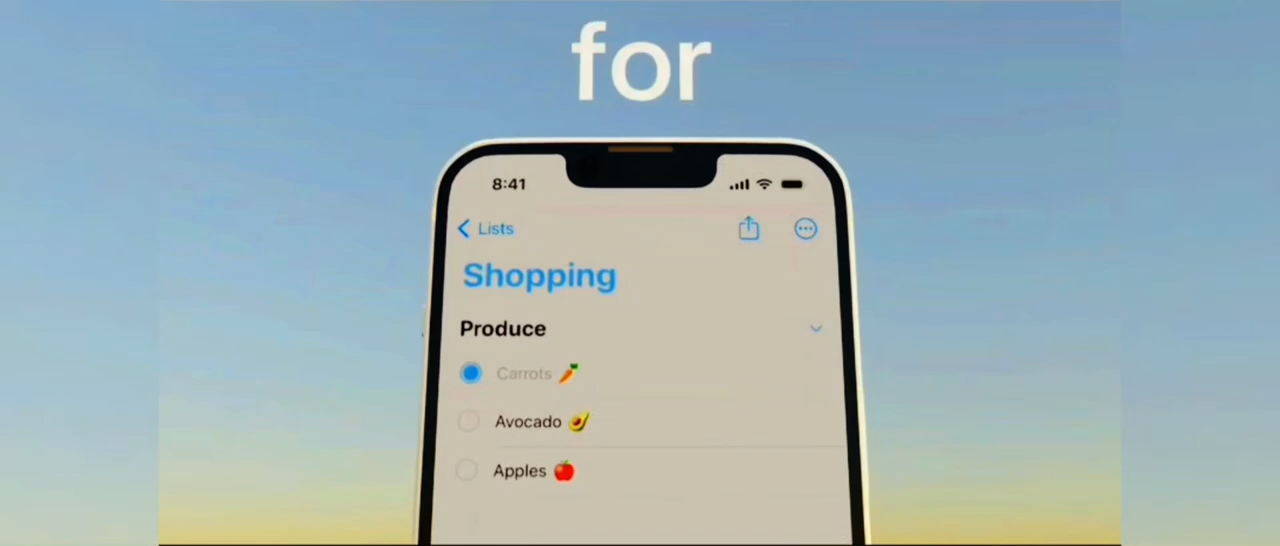 for
8:41
Lists
Shopping
Produce
Carrots 🥕
Avocado 🥑
Apples 🍎